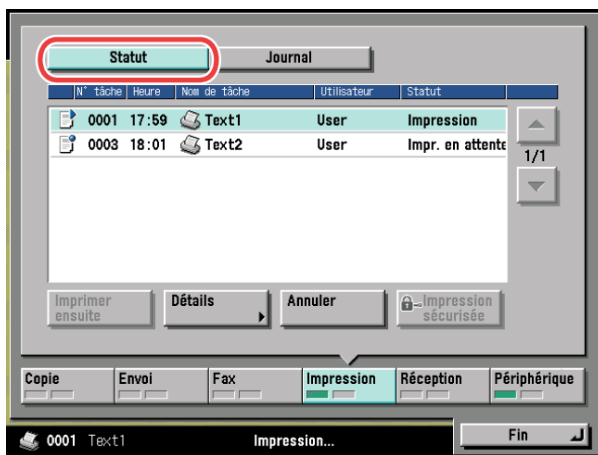 Statut Journal
N° tâche Heure Nom de tâche Utilisateur Statut
0001 17:59 Text1 User Impression
0003 18:01 Text2 User Impr. en attente
1/1
Imprimer ensuite
Détails
Annuler
Impression sécurisée
Copie Envoi Fax Impression Réception Périphérique
0001 Text1 Impression... Fin